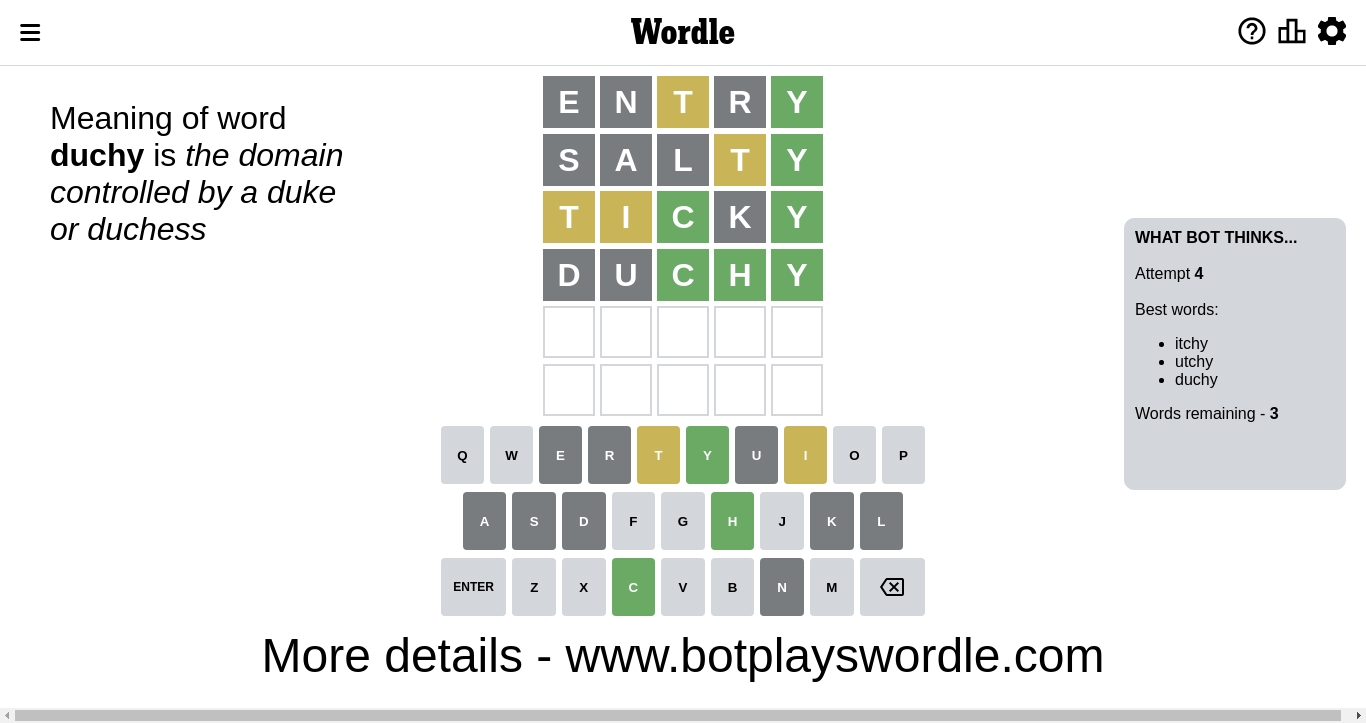 Wordle
Meaning of word
duchy is the domain
controlled by a duke
or duchess
E N T R Y
S A L T Y
T I C K Y
D U C H Y
WHAT BOT THINKS...
Attempt 4
Best words:
itchy
utchy
duchy
Words remaining - 3
Q W E R T Y U I O P
A S D F G H J K L
ENTER Z X C V B N M
More details - www.botplayswordle.com